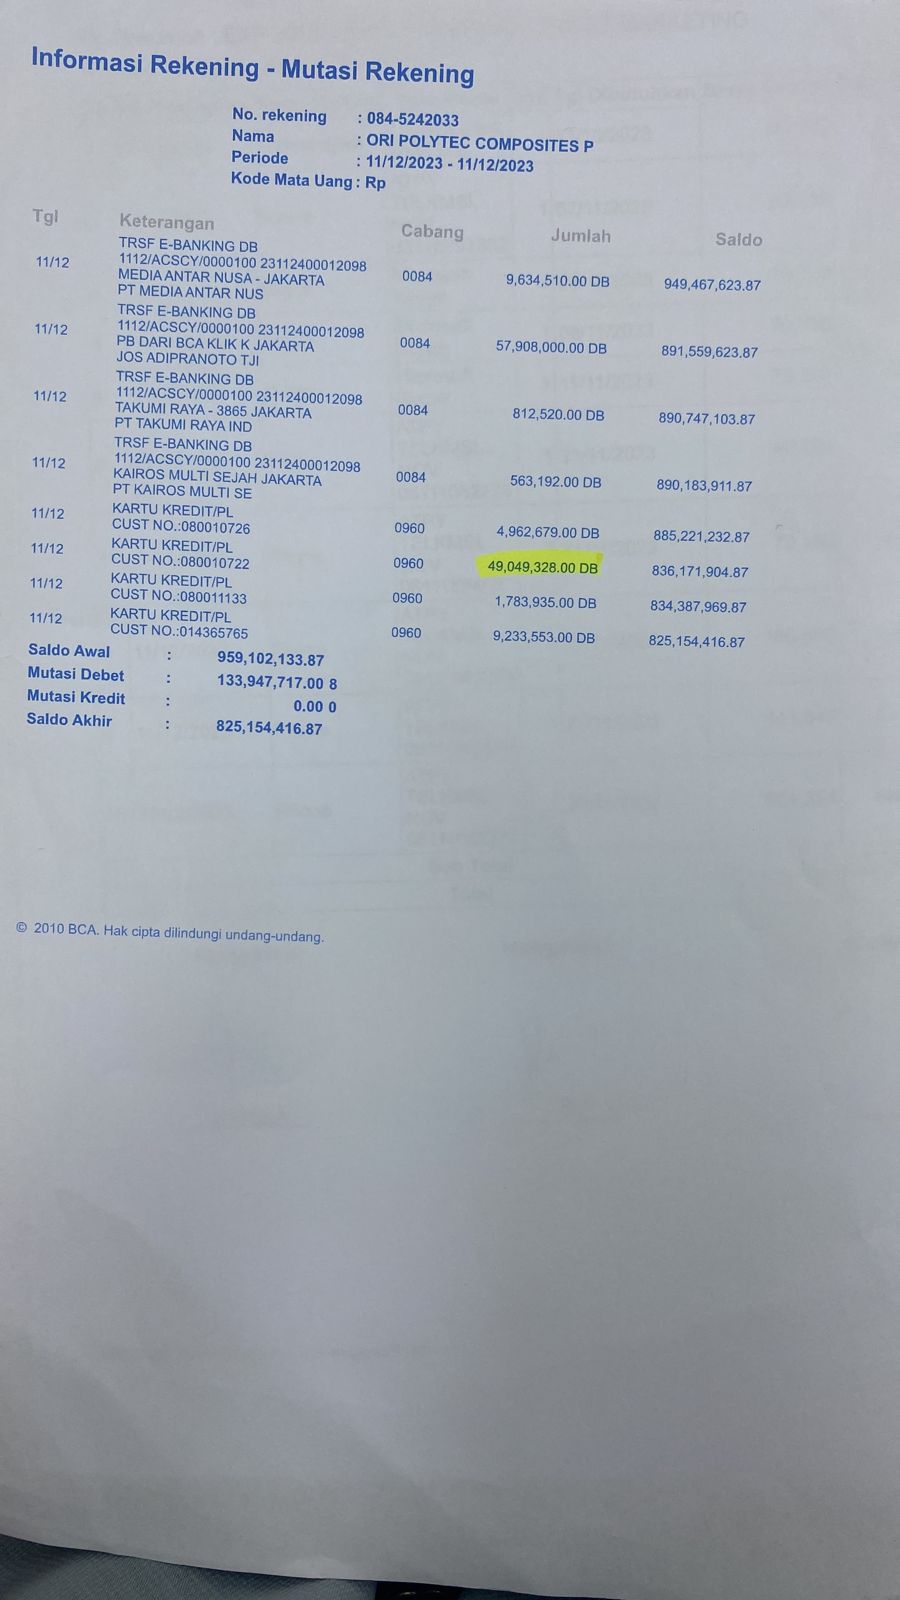 Informasi Rekening - Mutasi Rekening
No. rekening : 084-5242033
Nama : ORI POLYTEC COMPOSITES P
Periode : 11/12/2023 - 11/12/2023
Kode Mata Uang : Rp
Tgl Keterangan Cabang Jumlah Saldo
TRSF E-BANKING DB
11/12 1112/ACSCY/0000100 23112400012098 0084 9,634,510.00 DB 949,467,623.87
MEDIA ANTAR NUSA - JAKARTA
PT MEDIA ANTAR NUS
TRSF E-BANKING DB
11/12 1112/ACSCY/0000100 23112400012098 0084 57,908,000.00 DB 891,559,623.87
PB DARI BCA KLIK K JAKARTA
JOS ADIPRANOTO TJI
TRSF E-BANKING DB
11/12 1112/ACSCY/0000100 23112400012098 0084 812,520.00 DB 890,747,103.87
TAKUMI RAYA - 3865 JAKARTA
PT TAKUMI RAYA IND
TRSF E-BANKING DB
11/12 1112/ACSCY/0000100 23112400012098 0084 563,192.00 DB 890,183,911.87
KAIROS MULTI SEJAH JAKARTA
PT KAIROS MULTI SE
11/12 KARTU KREDIT/PL
CUST NO.:080010726 0960 4,962,679.00 DB 885,221,232.87
11/12 KARTU KREDIT/PL
CUST NO.:080010722 0960 49,049,328.00 DB 836,171,904.87
11/12 KARTU KREDIT/PL
CUST NO.:080011133 0960 1,783,935.00 DB 834,387,969.87
11/12 KARTU KREDIT/PL
CUST NO.:014365765 0960 9,233,553.00 DB 825,154,416.87
Saldo Awal : 959,102,133.87
Mutasi Debet : 133,947,717.00 8
Mutasi Kredit : 0.00 0
Saldo Akhir : 825,154,416.87
© 2010 BCA. Hak cipta dilindungi undang-undang.